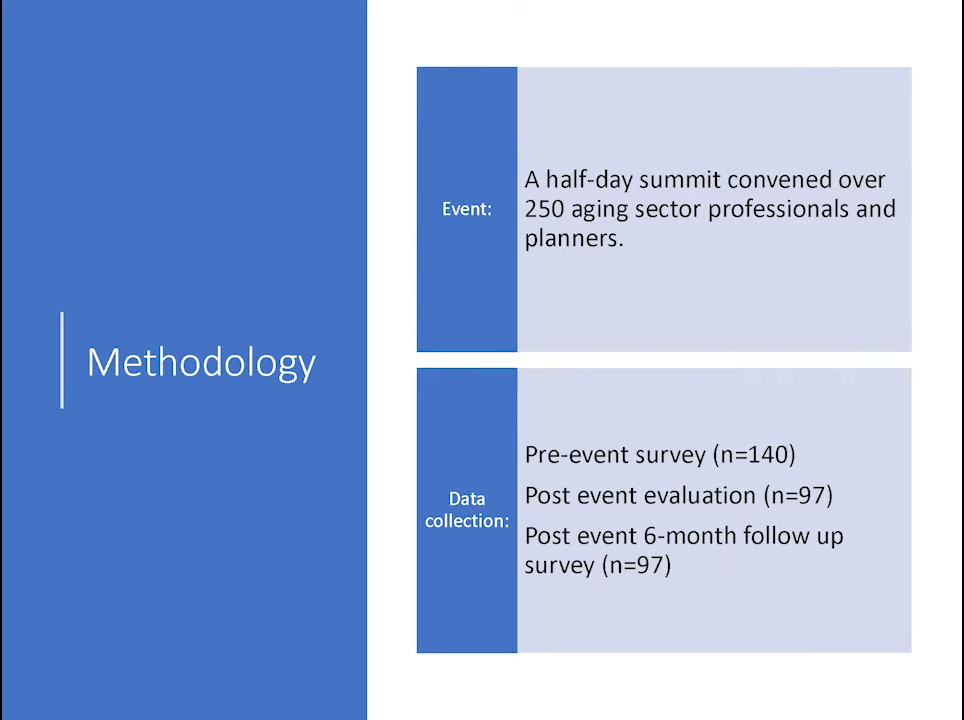 Methodology
Event:
A half-day summit convened over
250 aging sector professionals and
planners.
Data
collection:
Pre-event survey (n=140)
Post event evaluation (n=97)
Post event 6-month follow up
survey (n=97)